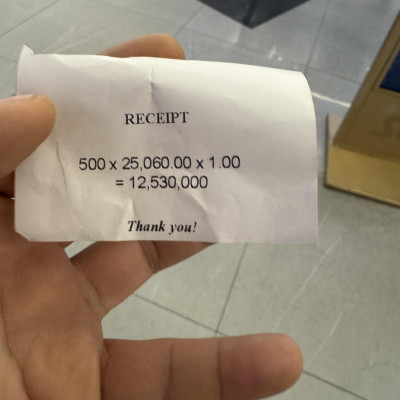 RECEIPT
500 x 25,060.00 x 1.00
= 12,530,000
Thank you!